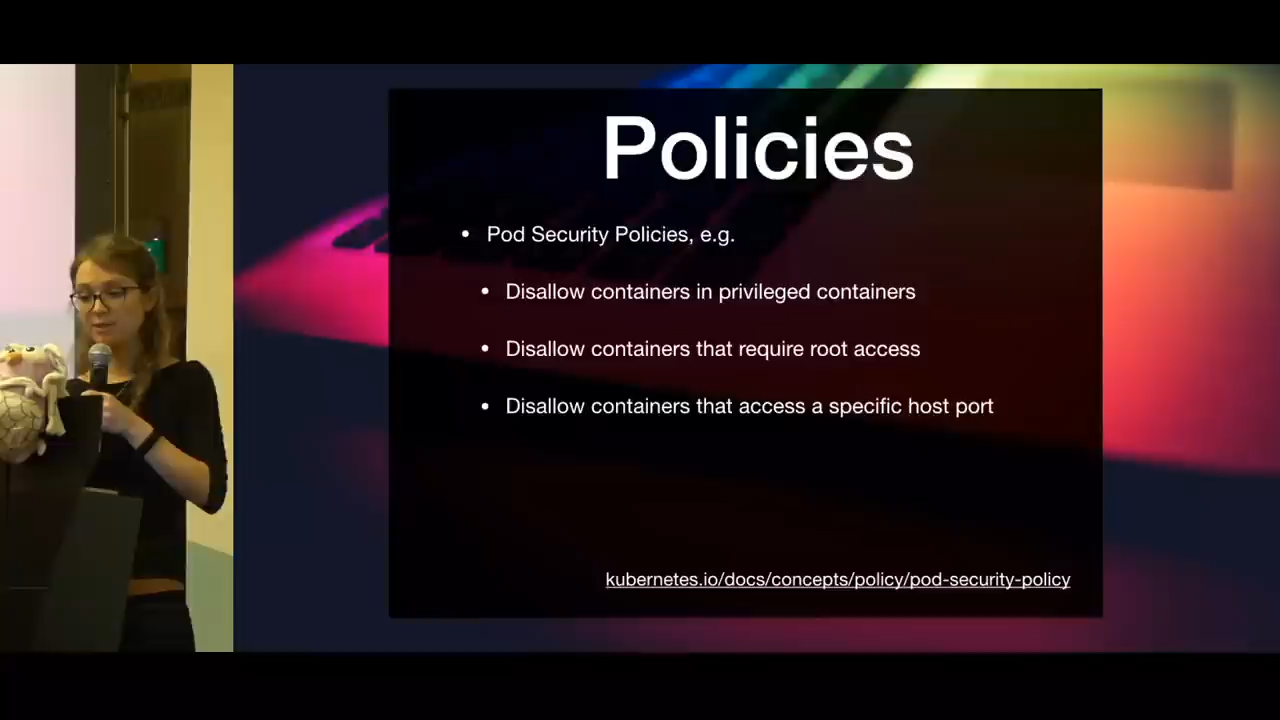 Policies
• Pod Security Policies, e.g.
• Disallow containers in privileged containers
• Disallow containers that require root access
• Disallow containers that access a specific host port
kubernetes.io/docs/concepts/policy/pod-security-policy